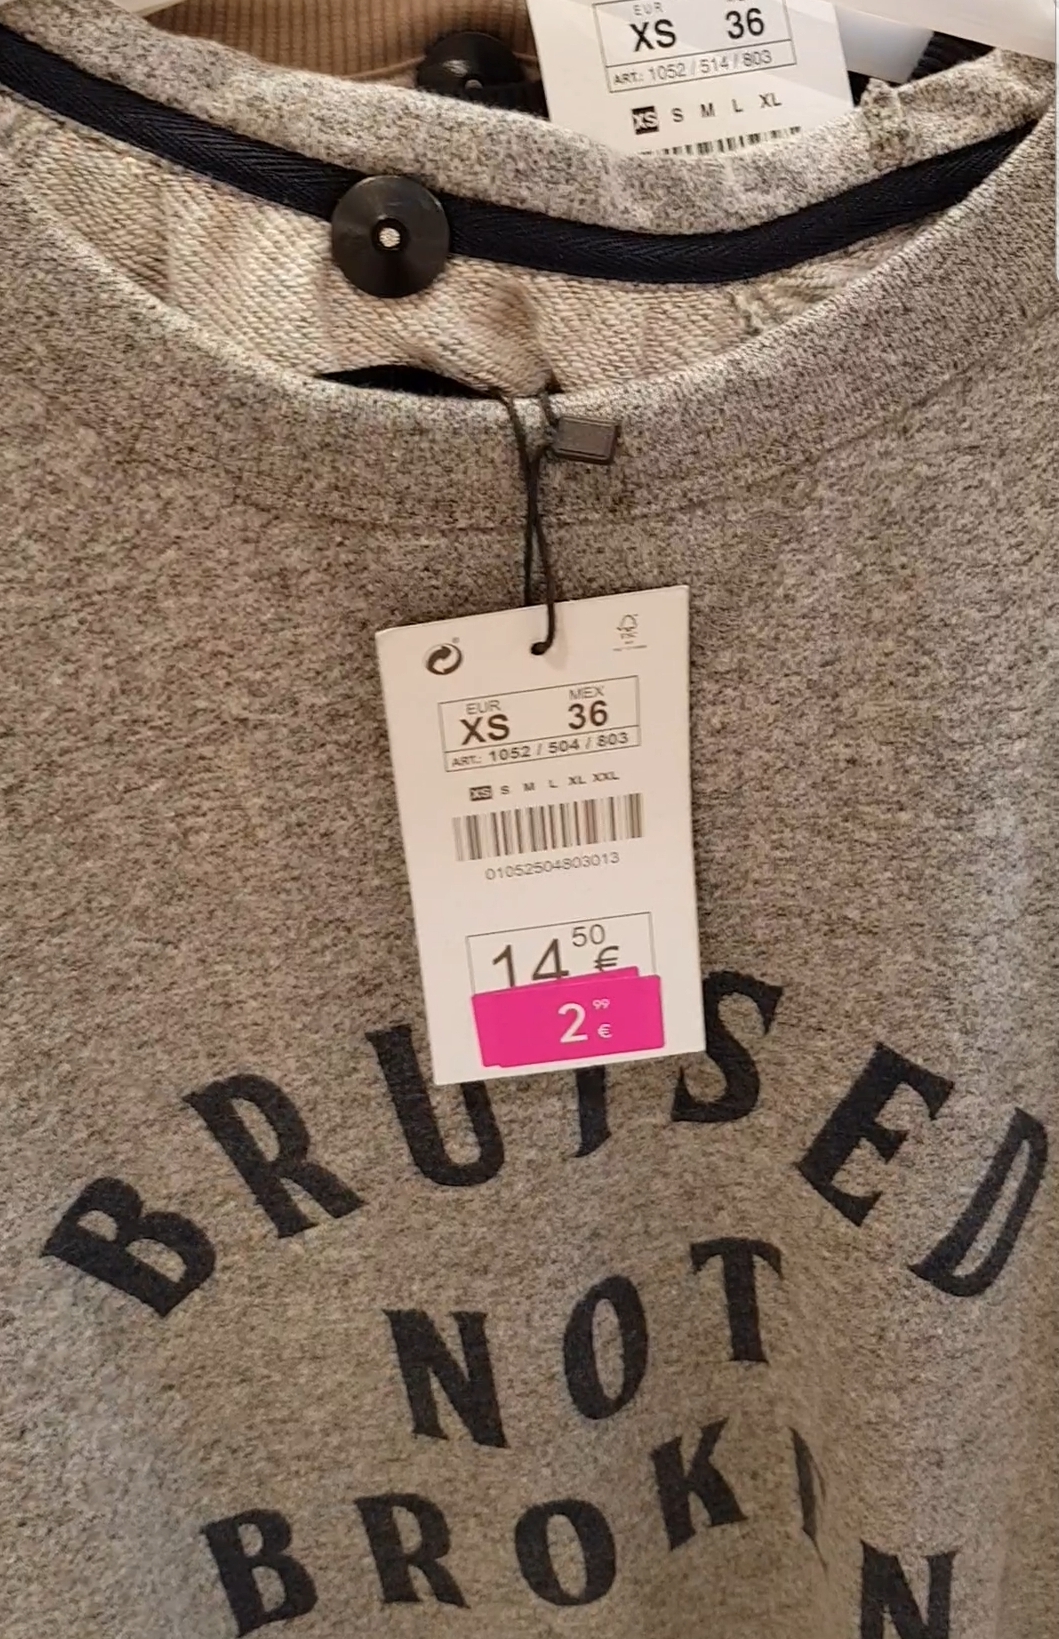 EUR
XS 36
ART.: 1052 / 514 / 803
XS S M L XL
EUR MEX
XS 36
ART.: 1052 / 504 / 803
XS S M L XL XXL
01052504803013
14 50 €
2 99 €
BRUISED
NOT
BROK N